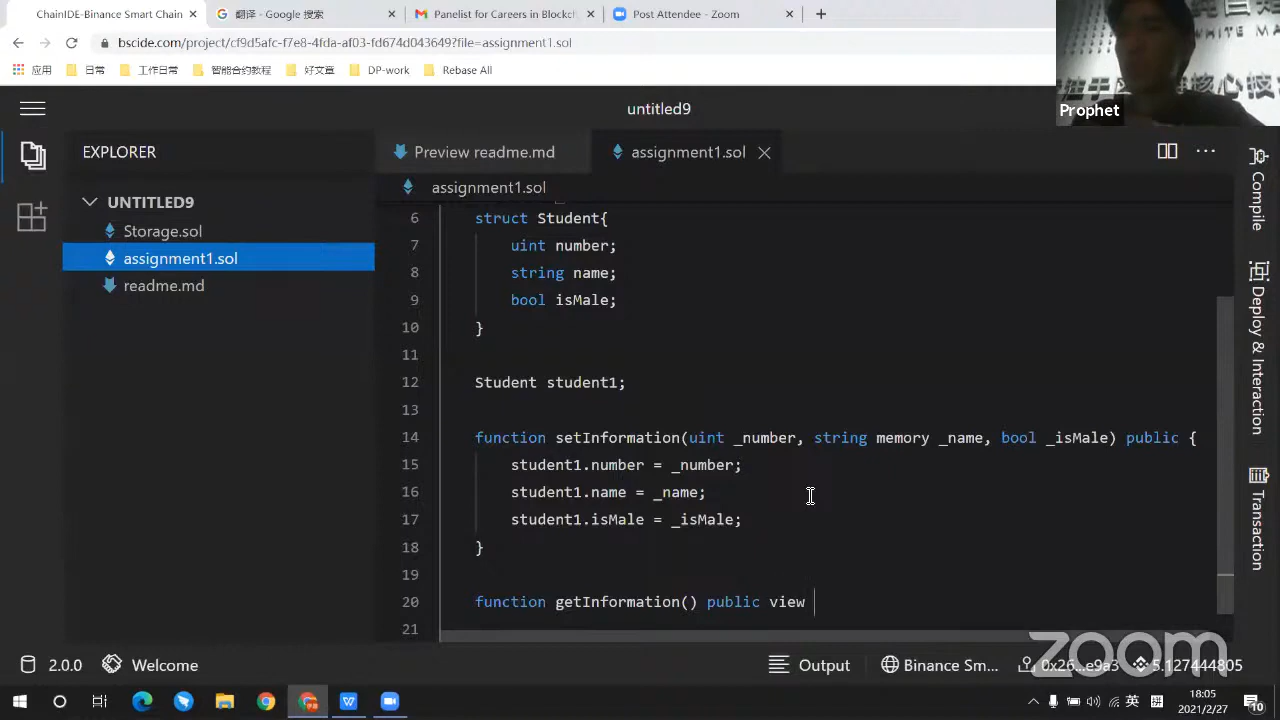 ChainIDE-Binance Smart Chain
翻译 - Google 搜索
Panelist for Careers in Blockch
Post Attendee - Zoom
bscide.com/project/cf9d5afc-f7e8-4fda-af03-fd674d043649?file=assignment1.sol
应用 日常 工作日常 智能合约教程 好文章 DP-work Rebase All
Prophet
untitled9
EXPLORER
Preview readme.md
assignment1.sol
UNTITLED9
Storage.sol
assignment1.sol
readme.md
assignment1.sol
6 struct Student{
7 uint number;
8 string name;
9 bool isMale;
10 }
11
12 Student student1;
13
14 function setInformation(uint _number, string memory _name, bool _isMale) public {
15 student1.number = _number;
16 student1.name = _name;
17 student1.isMale = _isMale;
18 }
19
20 function getInformation() public view
21
Compile
Deploy & Interaction
Transaction
zoom
2.0.0 Welcome Output Binance Sm... 0x26...e9a3 5.127444805
英 拼 18:05
2021/2/27
10